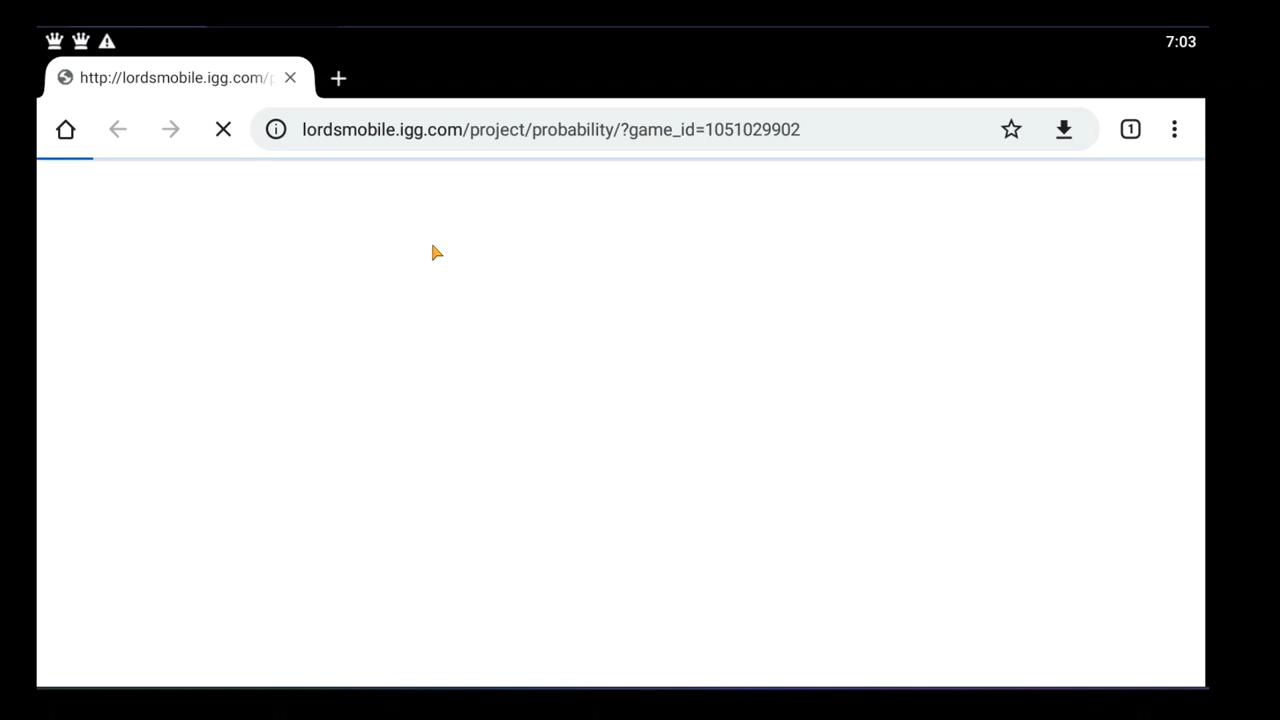 7:03
http://lordsmobile.igg.com/
lordsmobile.igg.com/project/probability/?game_id=1051029902
1